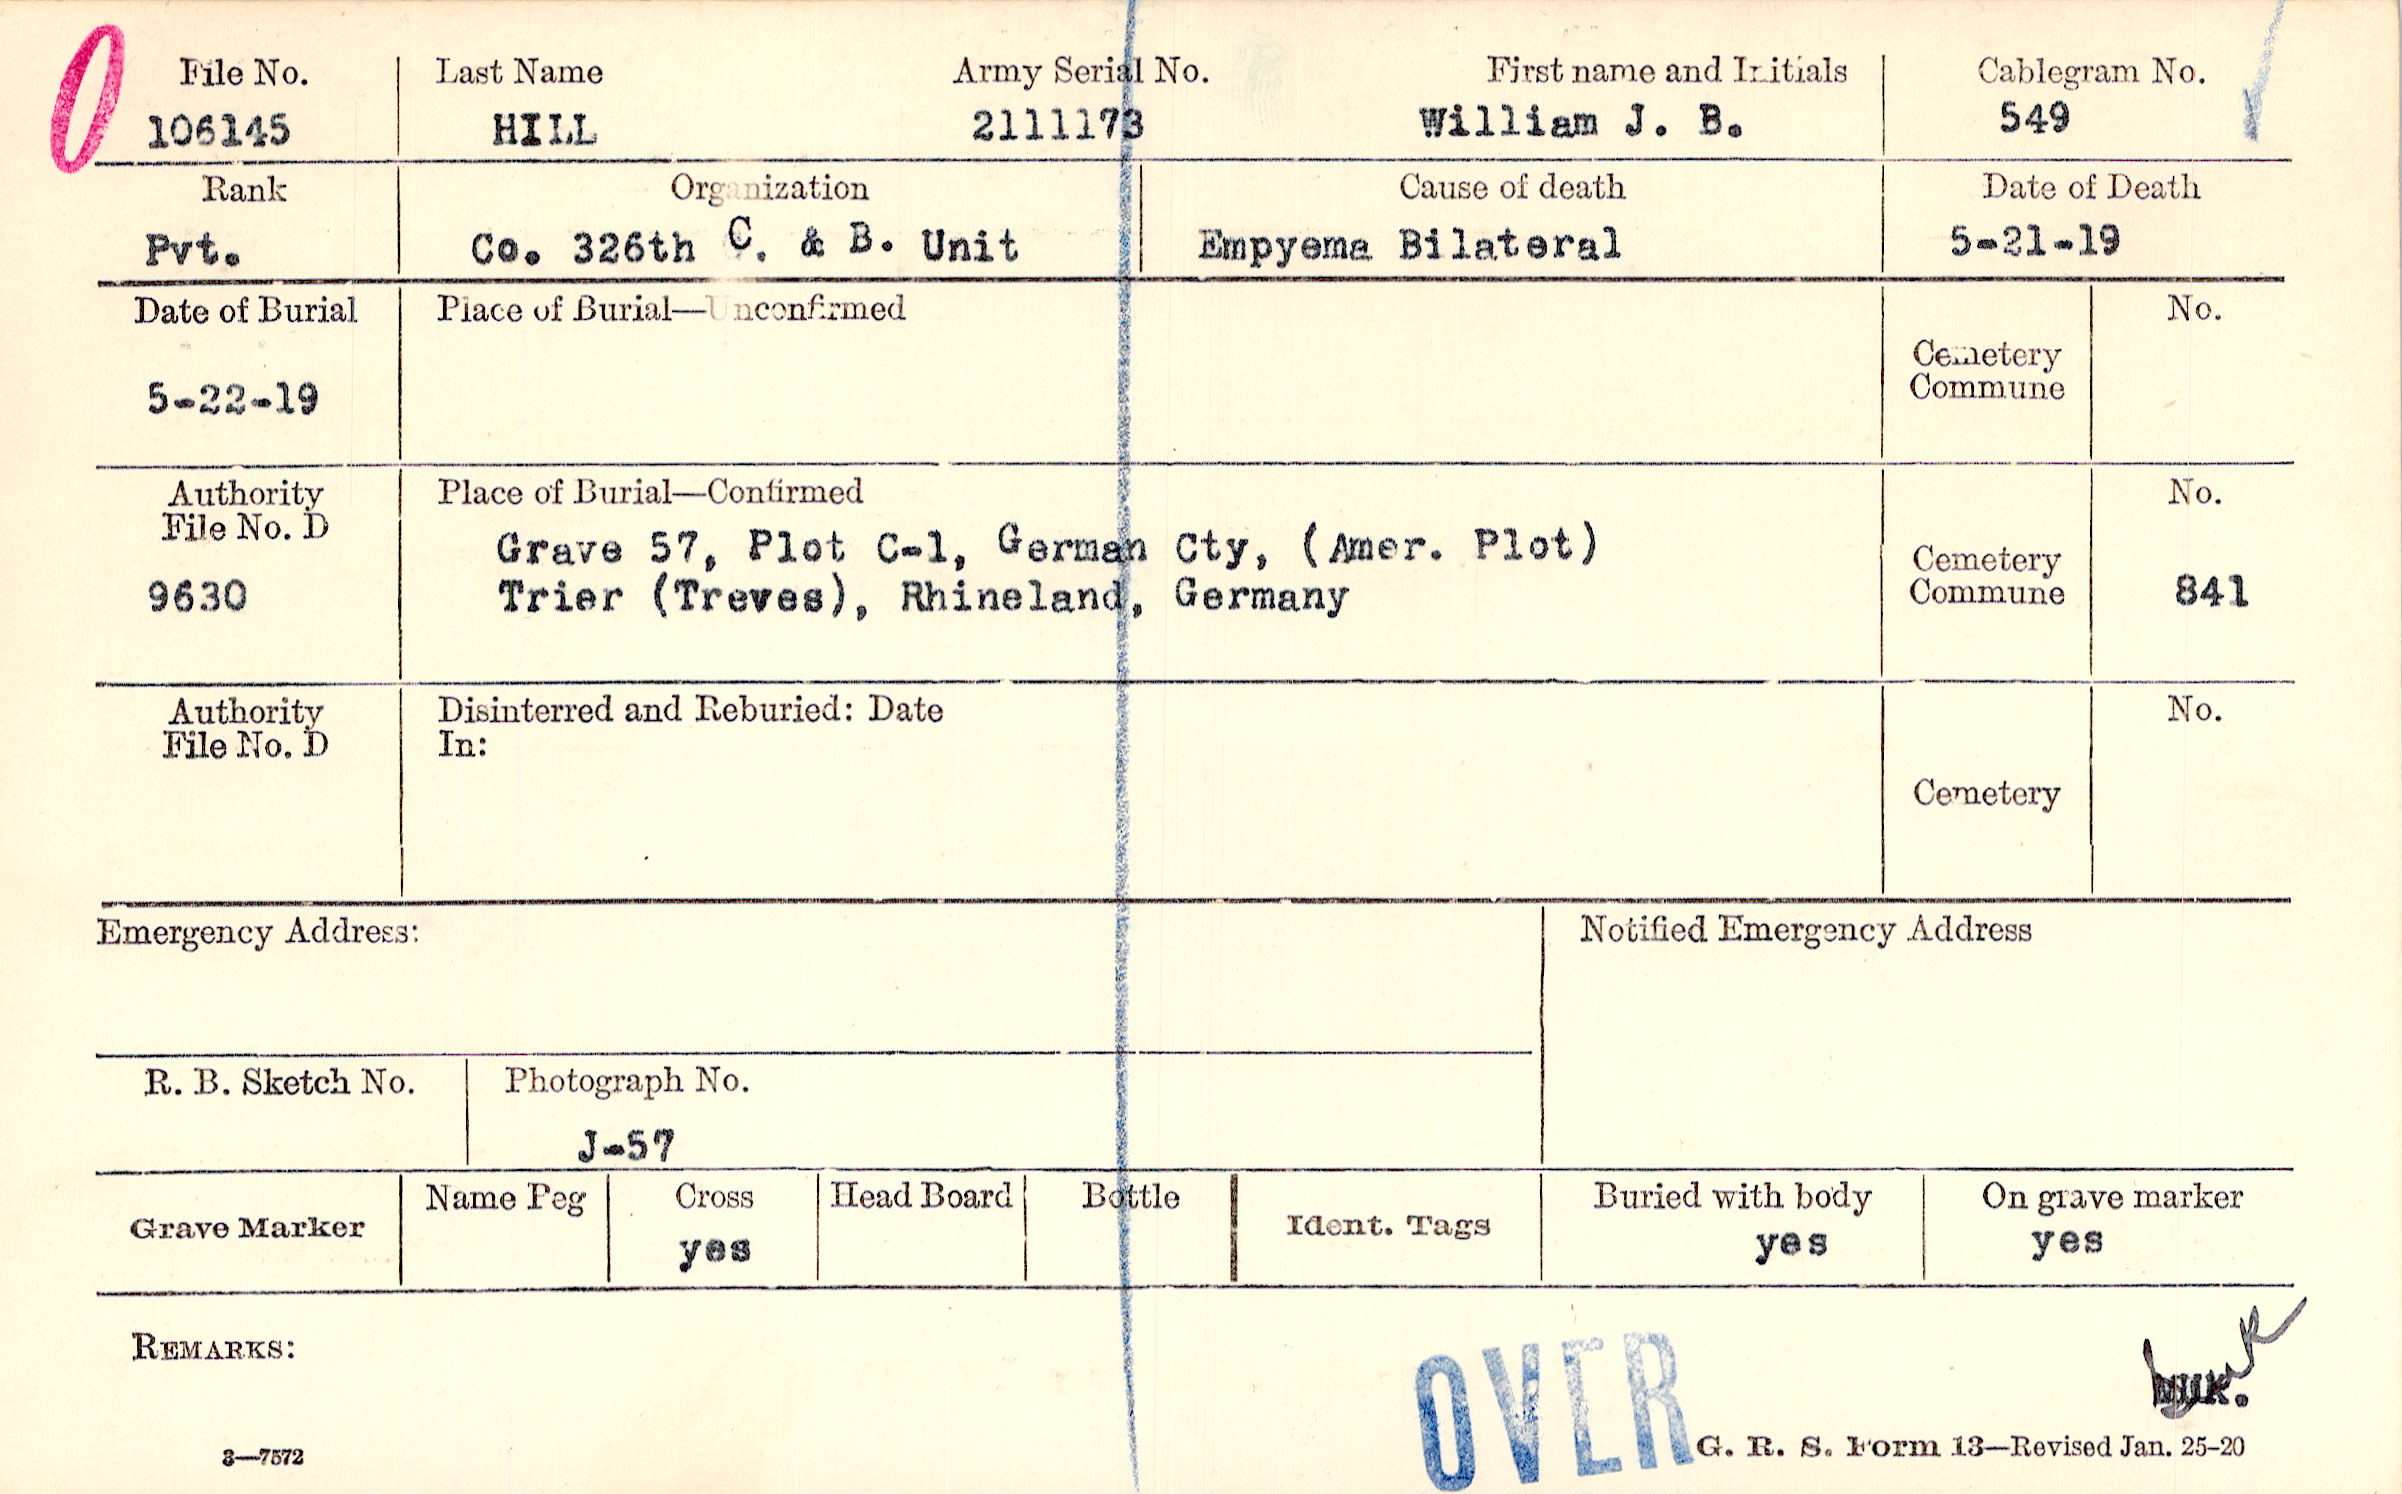 File No. Last Name Army Serial No. First name and Initials Cablegram No.
106145 HILL 2111173 William J. B. 549
Rank Organization Cause of death Date of Death
Pvt. Co. 326th C. & B. Unit Empyema Bilateral 5-21-19
Date of Burial Place of Burial—Unconfirmed No.
Cemetery
Commune
5-22-19
Authority Place of Burial—Confirmed No.
File No. D
Grave 57, Plot C-1, German Cty, (Amer. Plot)
Cemetery
9630 Trier (Treves), Rhineland, Germany Commune 841
Authority Disinterred and Reburied: Date No.
File No. D In:
Cemetery
Emergency Address: Notified Emergency Address
R. B. Sketch No. Photograph No.
J-57
Grave Marker Name Peg Cross Head Board Bottle Ident. Tags Buried with body On grave marker
yes yes yes
REMARKS:
OVER
3—7572 G. R. S. Form 13—Revised Jan. 25-20